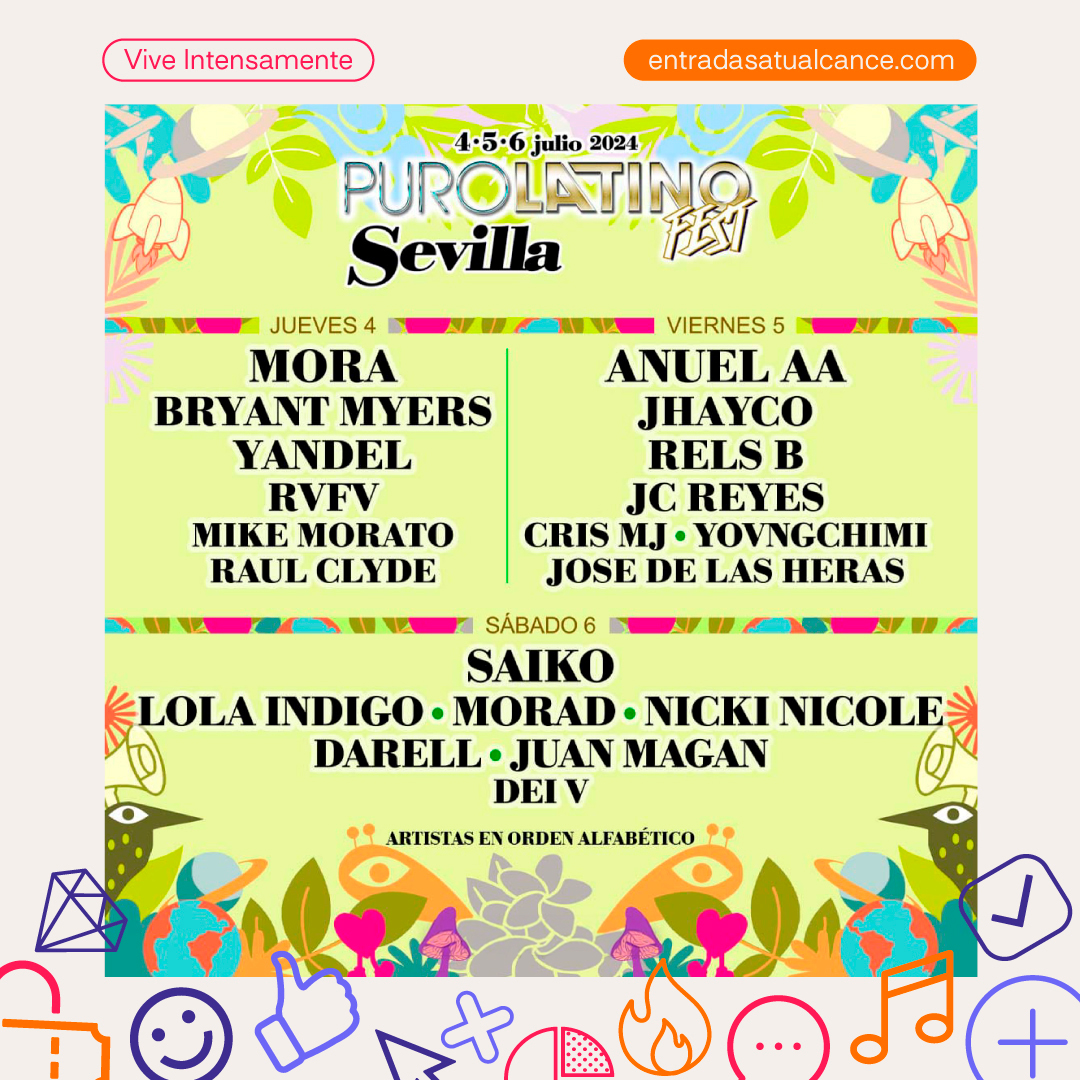 Vive Intensamente
entradasatualcance.com
4·5·6 julio 2024
PUROLATINO
FEST
Sevilla
JUEVES 4
MORA
BRYANT MYERS
YANDEL
RVFV
MIKE MORATO
RAUL CLYDE
VIERNES 5
ANUEL AA
JHAYCO
RELS B
JC REYES
CRIS MJ • YOVNGCHIMI
JOSE DE LAS HERAS
SÁBADO 6
SAIKO
LOLA INDIGO • MORAD • NICKI NICOLE
DARELL • JUAN MAGAN
DEI V
ARTISTAS EN ORDEN ALFABÉTICO